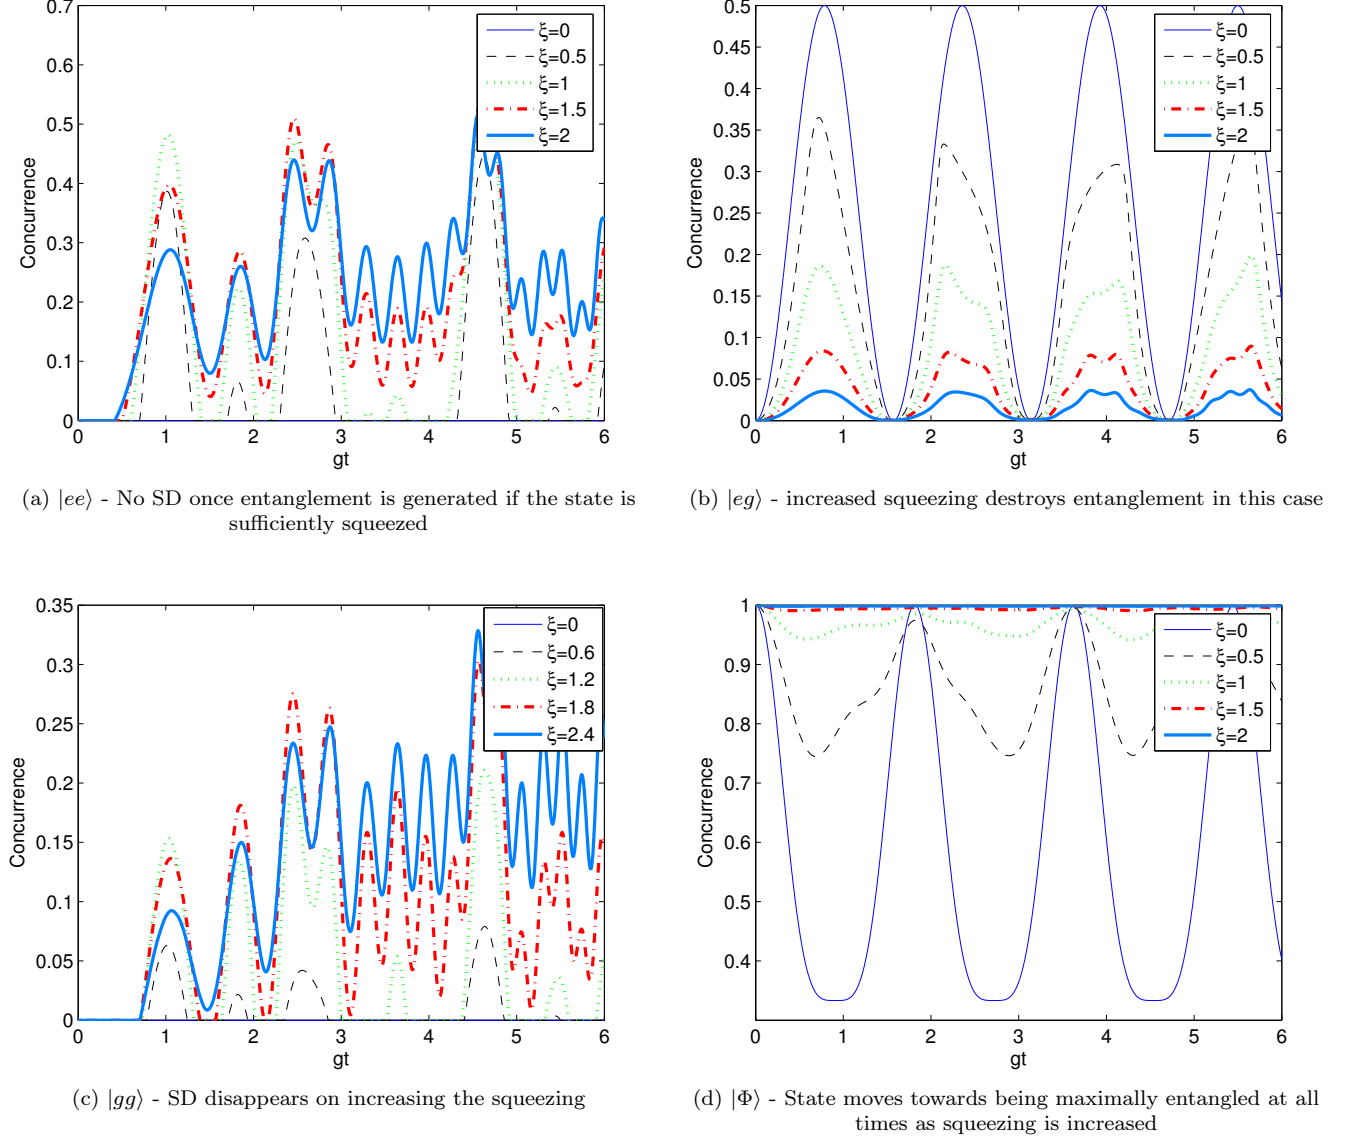 0.7
0.6
0.5
0.4
0.3
0.2
0.1
0
Concurrence
0 1 2 3 4 5 6
gt
ξ=0
ξ=0.5
ξ=1
ξ=1.5
ξ=2
(a) |ee⟩ - No SD once entanglement is generated if the state is
sufficiently squeezed
0.5
0.45
0.4
0.35
0.3
0.25
0.2
0.15
0.1
0.05
0
Concurrence
0 1 2 3 4 5 6
gt
ξ=0
ξ=0.5
ξ=1
ξ=1.5
ξ=2
(b) |eg⟩ - increased squeezing destroys entanglement in this case
0.35
0.3
0.25
0.2
0.15
0.1
0.05
0
Concurrence
0 1 2 3 4 5 6
gt
ξ=0
ξ=0.6
ξ=1.2
ξ=1.8
ξ=2.4
(c) |gg⟩ - SD disappears on increasing the squeezing
1
0.9
0.8
0.7
0.6
0.5
0.4
Concurrence
0 1 2 3 4 5 6
gt
ξ=0
ξ=0.5
ξ=1
ξ=1.5
ξ=2
(d) |Φ⟩ - State moves towards being maximally entangled at all
times as squeezing is increased